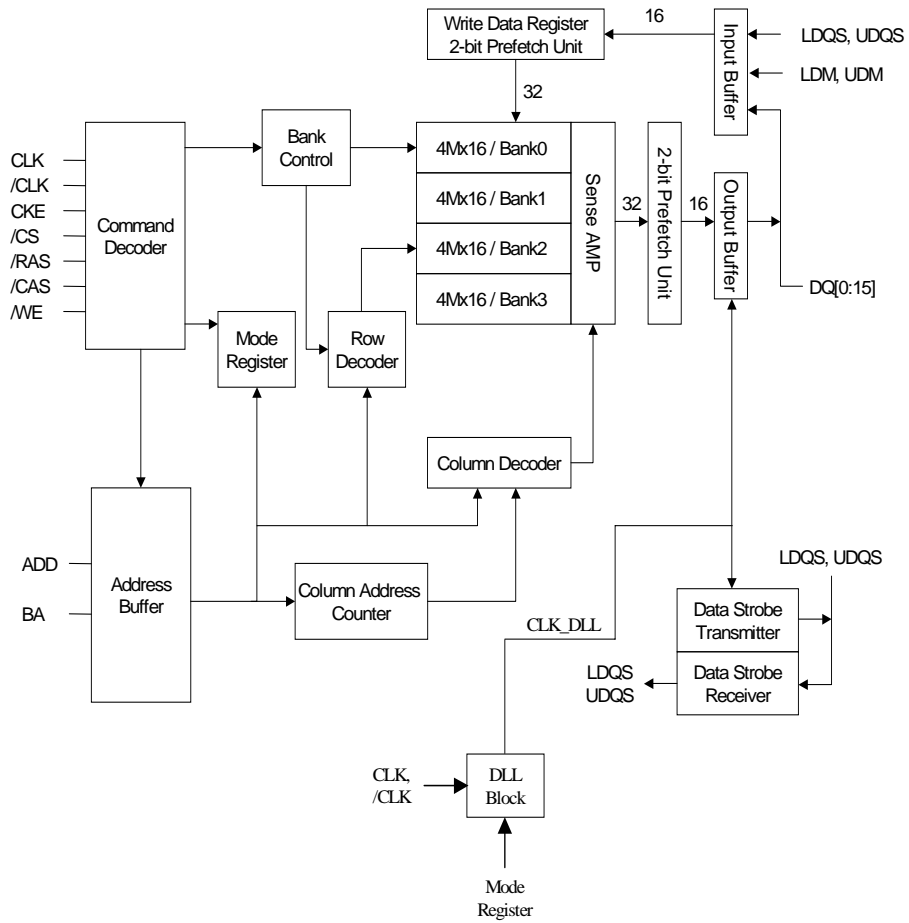 Write Data Register
2-bit Prefetch Unit
16
Input Buffer
LDQS, UDQS
LDM, UDM
32
Bank
Control
4Mx16 / Bank0
4Mx16 / Bank1
4Mx16 / Bank2
4Mx16 / Bank3
Sense AMP
32
2-bit Prefetch Unit
16
Output Buffer
DQ[0:15]
CLK
/CLK
CKE
/CS
/RAS
/CAS
/WE
Command
Decoder
Mode
Register
Row
Decoder
Column Decoder
ADD
BA
Address
Buffer
Column Address
Counter
CLK_DLL
LDQS, UDQS
Data Strobe
Transmitter
Data Strobe
Receiver
LDQS
UDQS
CLK,
/CLK
DLL
Block
Mode
Register